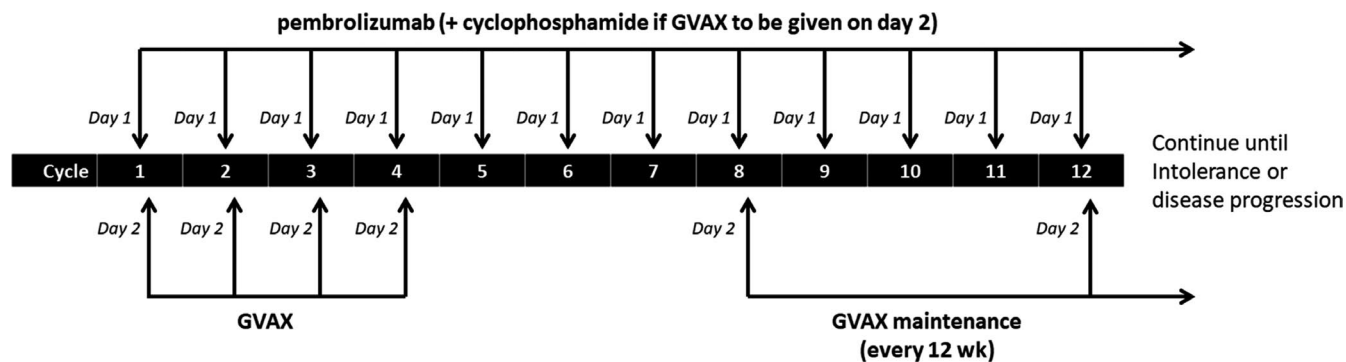 pembrolizumab (+ cyclophosphamide if GVAX to be given on day 2)
Day 1 Day 1 Day 1 Day 1 Day 1 Day 1 Day 1 Day 1 Day 1 Day 1 Day 1 Day 1
Cycle 1 2 3 4 5 6 7 8 9 10 11 12
Continue until
Intolerance or
disease progression
Day 2 Day 2 Day 2 Day 2 Day 2 Day 2
GVAX
GVAX maintenance
(every 12 wk)